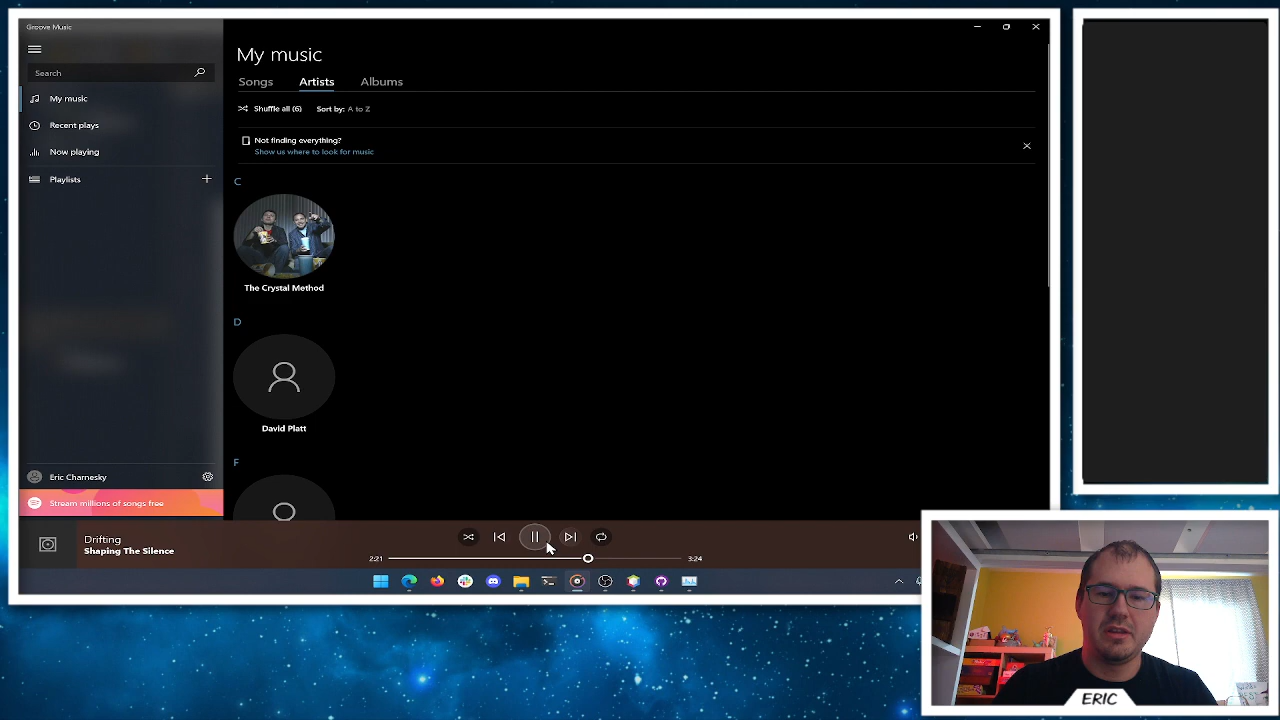 Groove Music
Search
My music
Recent plays
Now playing
Playlists
Eric Charnesky
Stream millions of songs free
My music
Songs Artists Albums
Shuffle all (6) Sort by: A to Z
Not finding everything?
Show us where to look for music
C
The Crystal Method
D
David Platt
F
Drifting
Shaping The Silence
2:21 3:24
ERIC